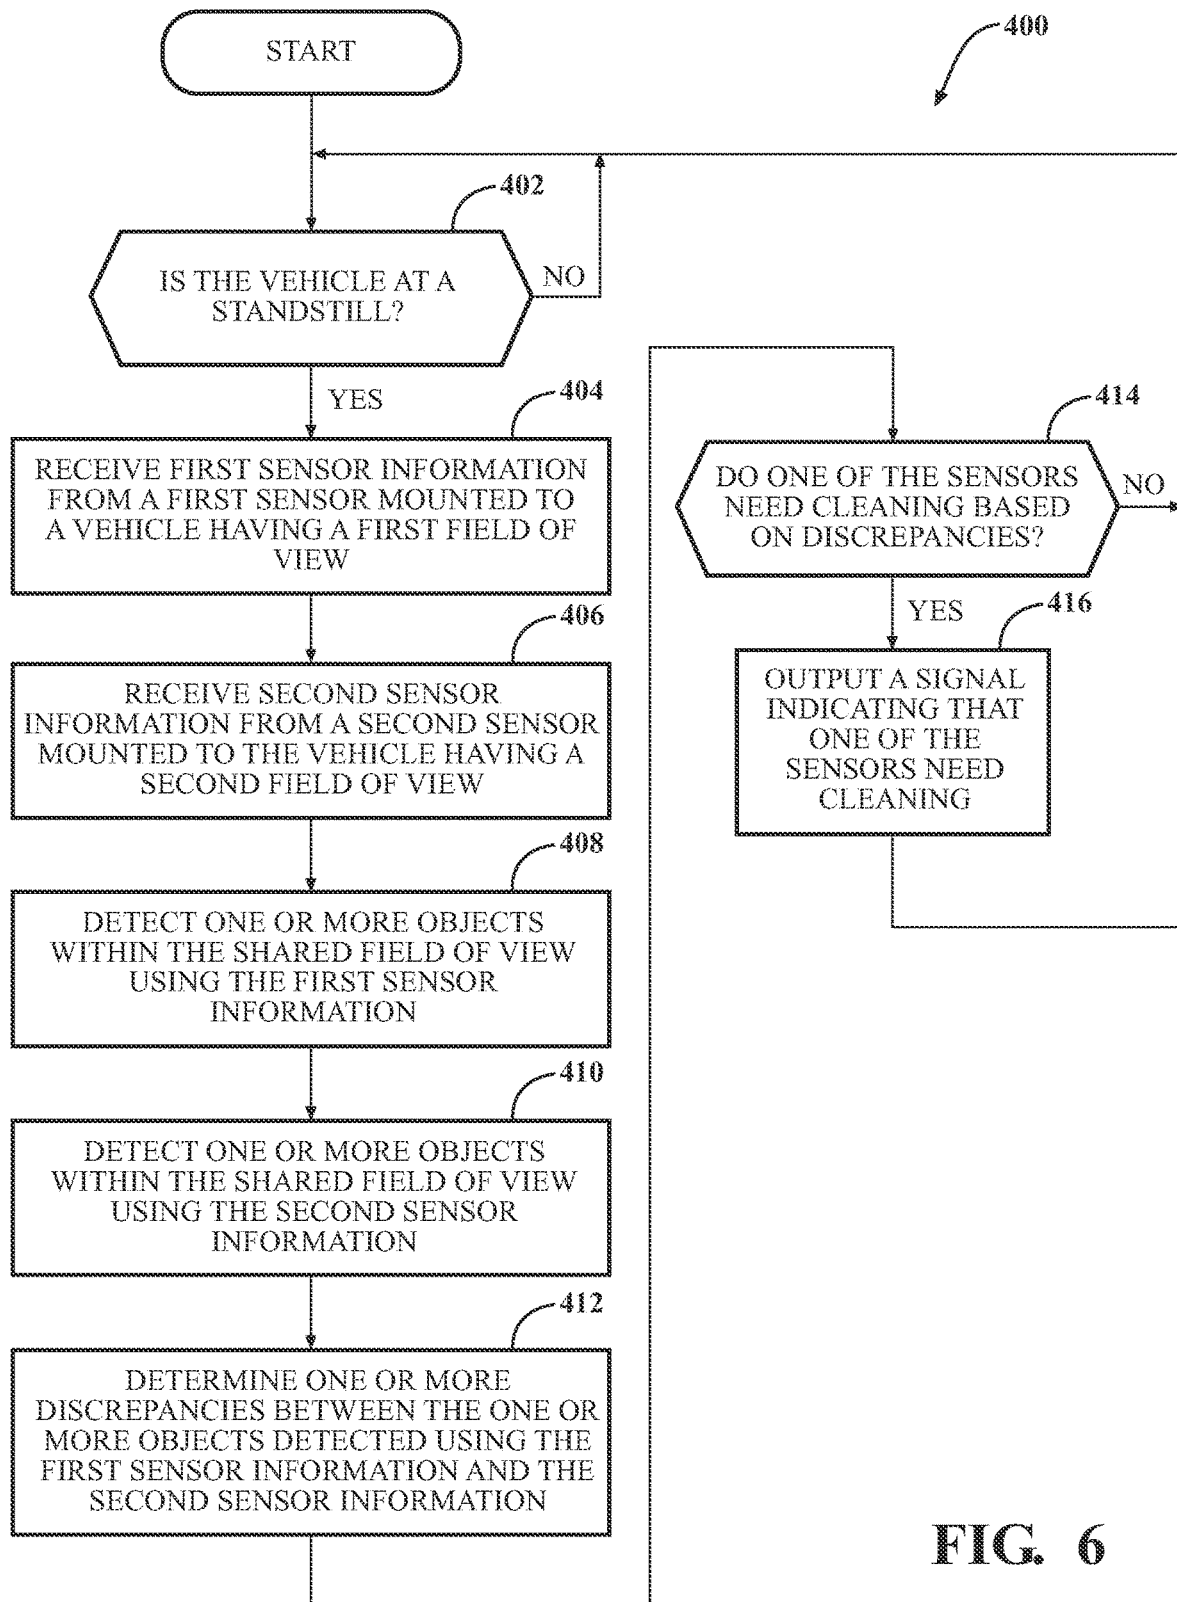 START
400
402
IS THE VEHICLE AT A
STANDSTILL?
NO
YES
404
RECEIVE FIRST SENSOR INFORMATION
FROM A FIRST SENSOR MOUNTED TO
A VEHICLE HAVING A FIRST FIELD OF
VIEW
406
RECEIVE SECOND SENSOR
INFORMATION FROM A SECOND SENSOR
MOUNTED TO THE VEHICLE HAVING A
SECOND FIELD OF VIEW
408
DETECT ONE OR MORE OBJECTS
WITHIN THE SHARED FIELD OF VIEW
USING THE FIRST SENSOR
INFORMATION
410
DETECT ONE OR MORE OBJECTS
WITHIN THE SHARED FIELD OF VIEW
USING THE SECOND SENSOR
INFORMATION
412
DETERMINE ONE OR MORE
DISCREPANCIES BETWEEN THE ONE OR
MORE OBJECTS DETECTED USING THE
FIRST SENSOR INFORMATION AND THE
SECOND SENSOR INFORMATION
414
DO ONE OF THE SENSORS
NEED CLEANING BASED
ON DISCREPANCIES?
NO
YES
416
OUTPUT A SIGNAL
INDICATING THAT
ONE OF THE
SENSORS NEED
CLEANING
FIG. 6